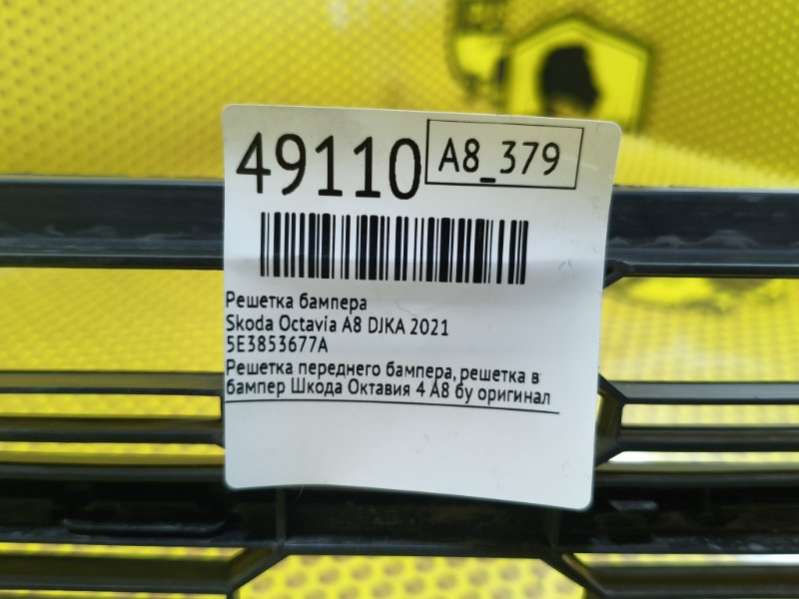 49110
A8_379
Решетка бампера
Skoda Octavia A8 DJKA 2021
5E3853677A
Решетка переднего бампера, решетка в
бампер Шкода Октавия 4 А8 бу оригинал